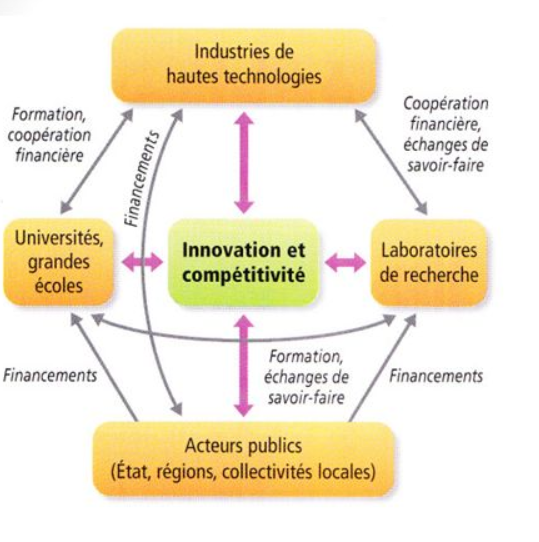 Industries de
hautes technologies
Formation,
coopération
financière
Financements
Coopération
financière,
échanges de
savoir-faire
Universités,
grandes
écoles
Innovation et
compétitivité
Laboratoires
de recherche
Financements
Formation,
échanges de
savoir-faire
Financements
Acteurs publics
(État, régions, collectivités locales)